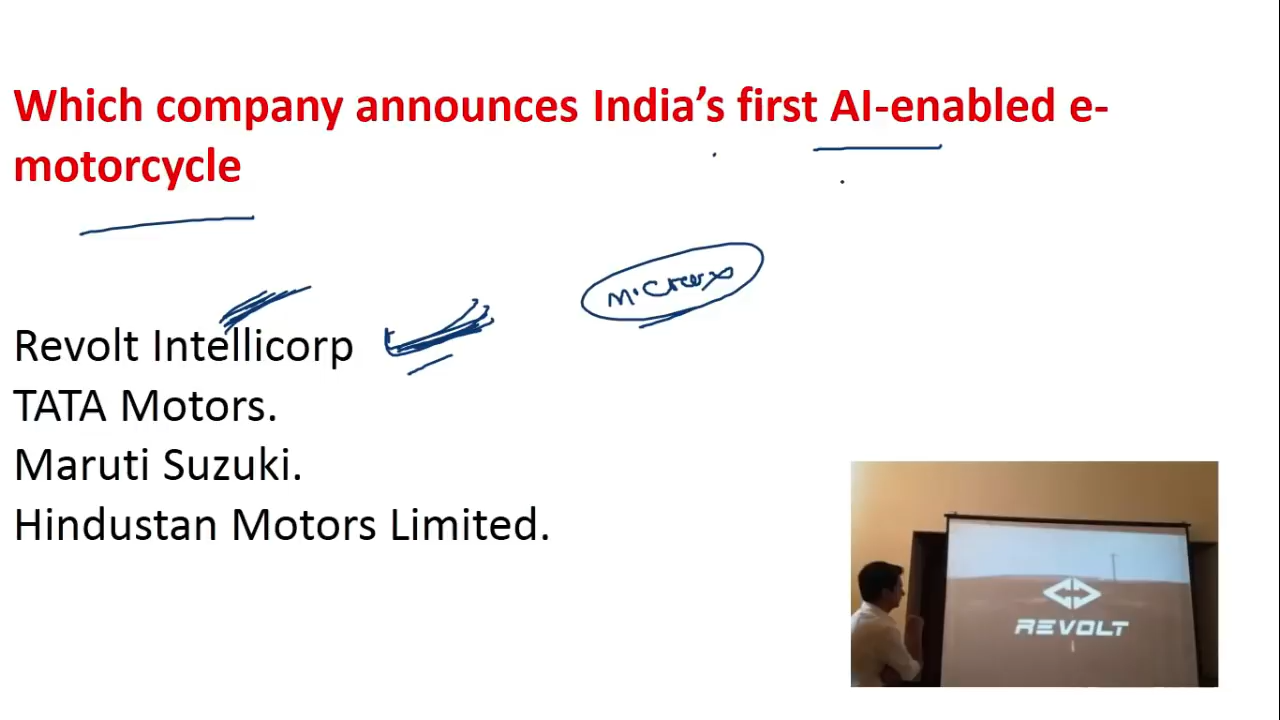 Which company announces India’s first AI-enabled e-
motorcycle
Revolt Intellicorp
TATA Motors.
Maruti Suzuki.
Hindustan Motors Limited.
REVOLT